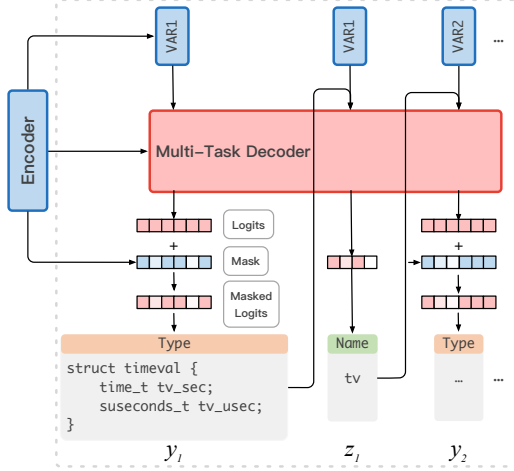 VAR1
VAR1
VAR2
...
Encoder
Multi-Task Decoder
Logits
+
+
Mask
Masked
Logits
Type
Name
Type
struct timeval {
time_t tv_sec;
suseconds_t tv_usec;
}
tv
...
...
y1
z1
y2